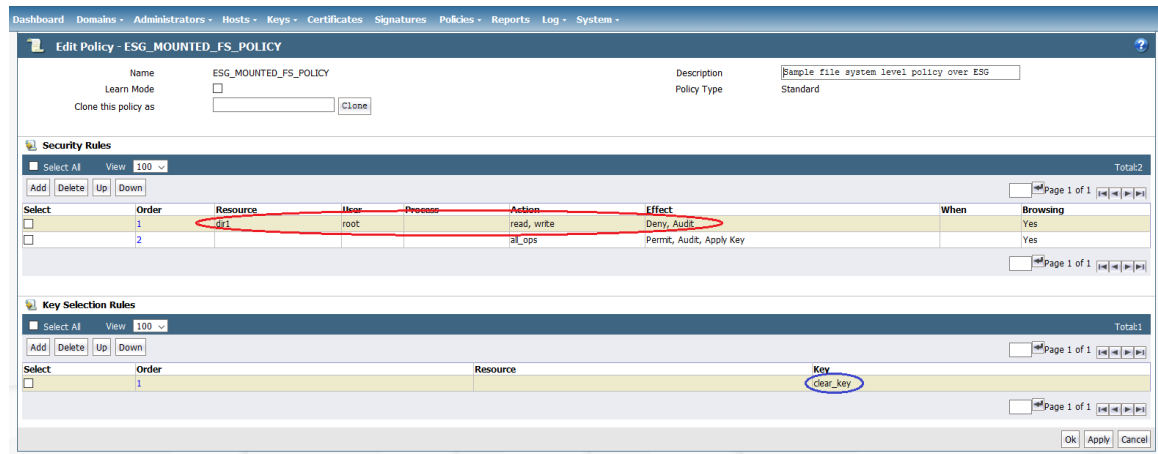 Dashboard Domains Administrators Hosts Keys Certificates Signatures Policies Reports Log System
Edit Policy - ESG_MOUNTED_FS_POLICY ?
Name ESG_MOUNTED_FS_POLICY Description Sample file system level policy over ESG
Learn Mode Policy Type Standard
Clone this policy as Clone
Security Rules
Select All View 100 Total:2
Add Delete Up Down Page 1 of 1
Select Order Resource User Process Action Effect When Browsing
1 dir1 root read, write Deny, Audit Yes
2 all_ops Permit, Audit, Apply Key Yes
Page 1 of 1
Key Selection Rules
Select All View 100 Total:1
Add Delete Up Down Page 1 of 1
Select Order Resource Key
1 clear_key
Page 1 of 1
Ok Apply Cancel